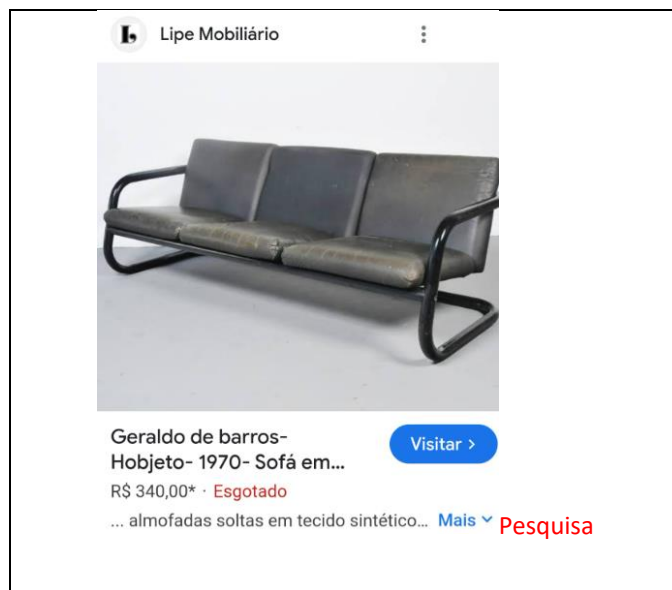 L,
Lipe Mobiliário
Geraldo de barros-
Hobjeto- 1970- Sofá em...
Visitar >
R$ 340,00* · Esgotado
... almofadas soltas em tecido sintético... Mais
Pesquisa